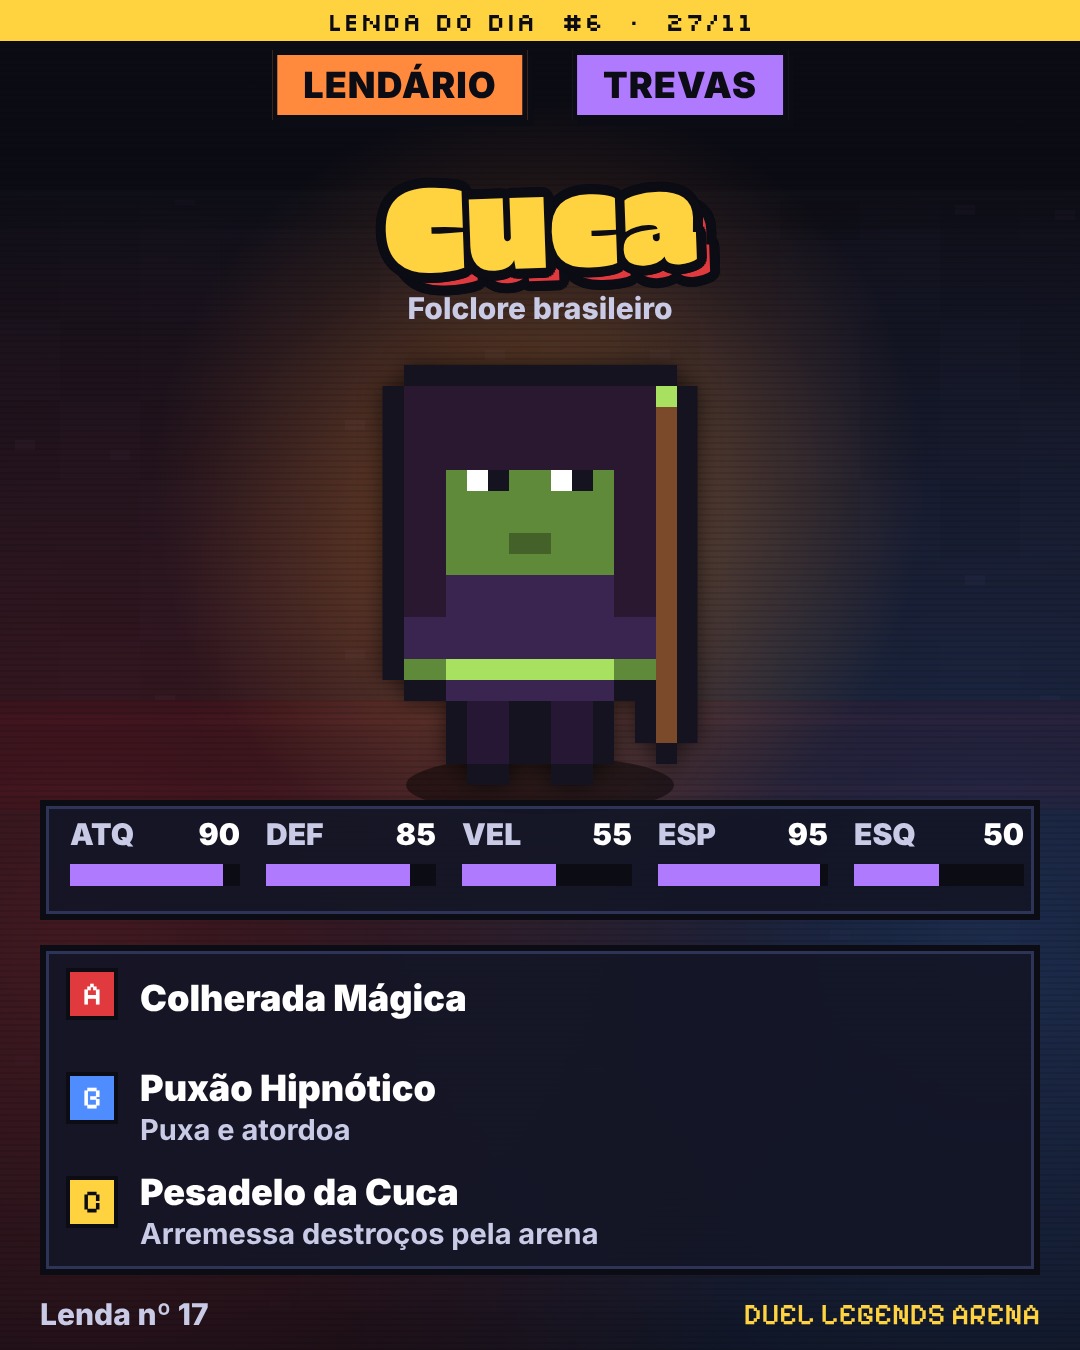 LENDA DO DIA #6 · 27/11
LENDÁRIO TREVAS
Cuca
Folclore brasileiro
ATQ 90 DEF 85 VEL 55 ESP 95 ESQ 50
A Colherada Mágica
B Puxão Hipnótico
Puxa e atordoa
C Pesadelo da Cuca
Arremessa destroços pela arena
Lenda nº 17 DUEL LEGENDS ARENA